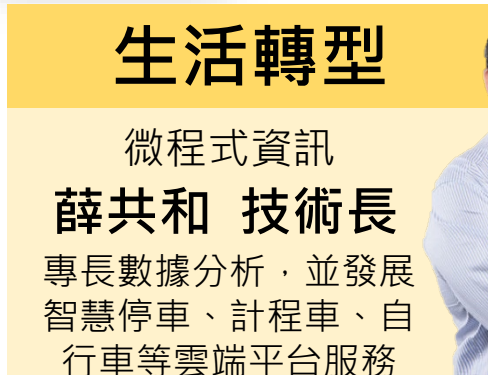 生活轉型
微程式資訊
薛共和 技術長
專長數據分析，並發展
智慧停車、計程車、自
行車等雲端平台服務